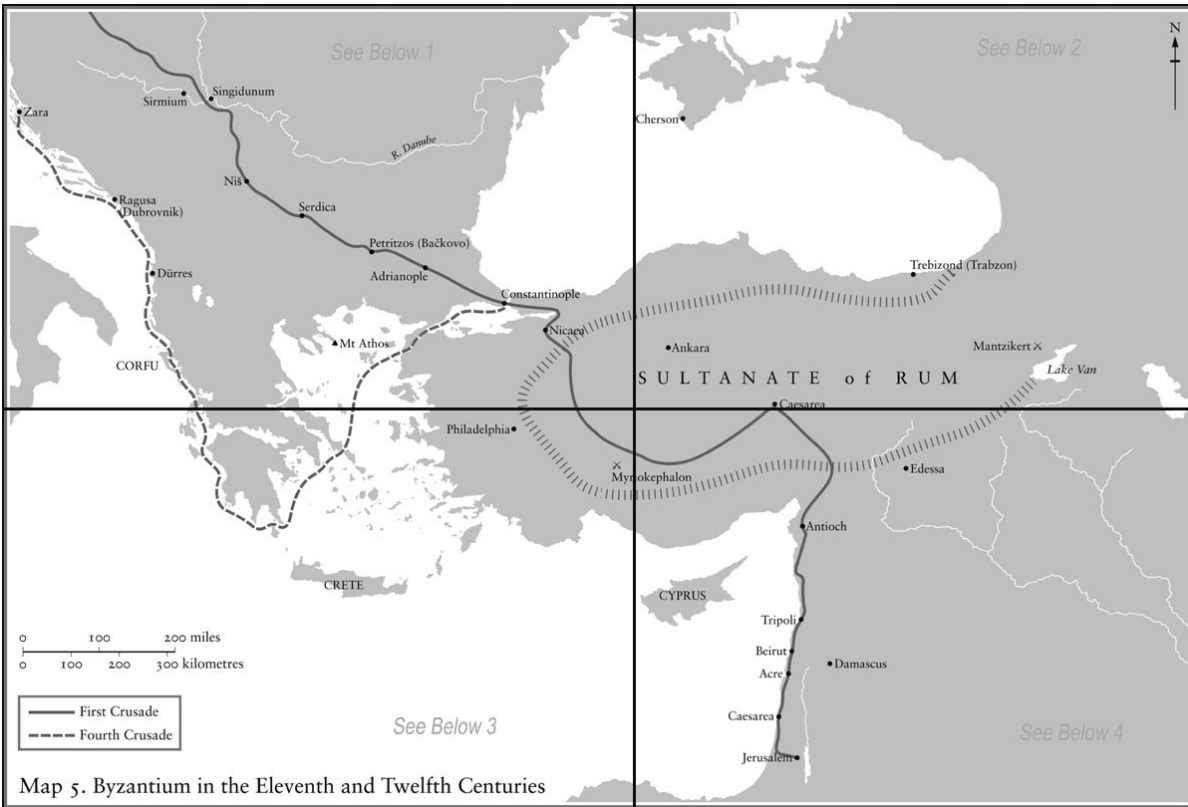 See Below 1
See Below 2
N
Sirmium
Singidunum
Zara
Cherson
R. Danube
Niš
Ragusa
(Dubrovnik)
Serdica
Petritzos (Bačkovo)
Adrianople
Dürres
Trebizond (Trabzon)
Constantinople
Nicaea
Mt Athos
Ankara
Mantzikert
CORFU
Lake Van
SULTANATE of RUM
Caesarea
Philadelphia
Myriokephalon
Edessa
Antioch
CRETE
CYPRUS
Tripoli
0 100 200 miles
0 100 200 300 kilometres
Beirut
Damascus
Acre
First Crusade
Fourth Crusade
Caesarea
See Below 3
See Below 4
Jerusalem
Map 5. Byzantium in the Eleventh and Twelfth Centuries